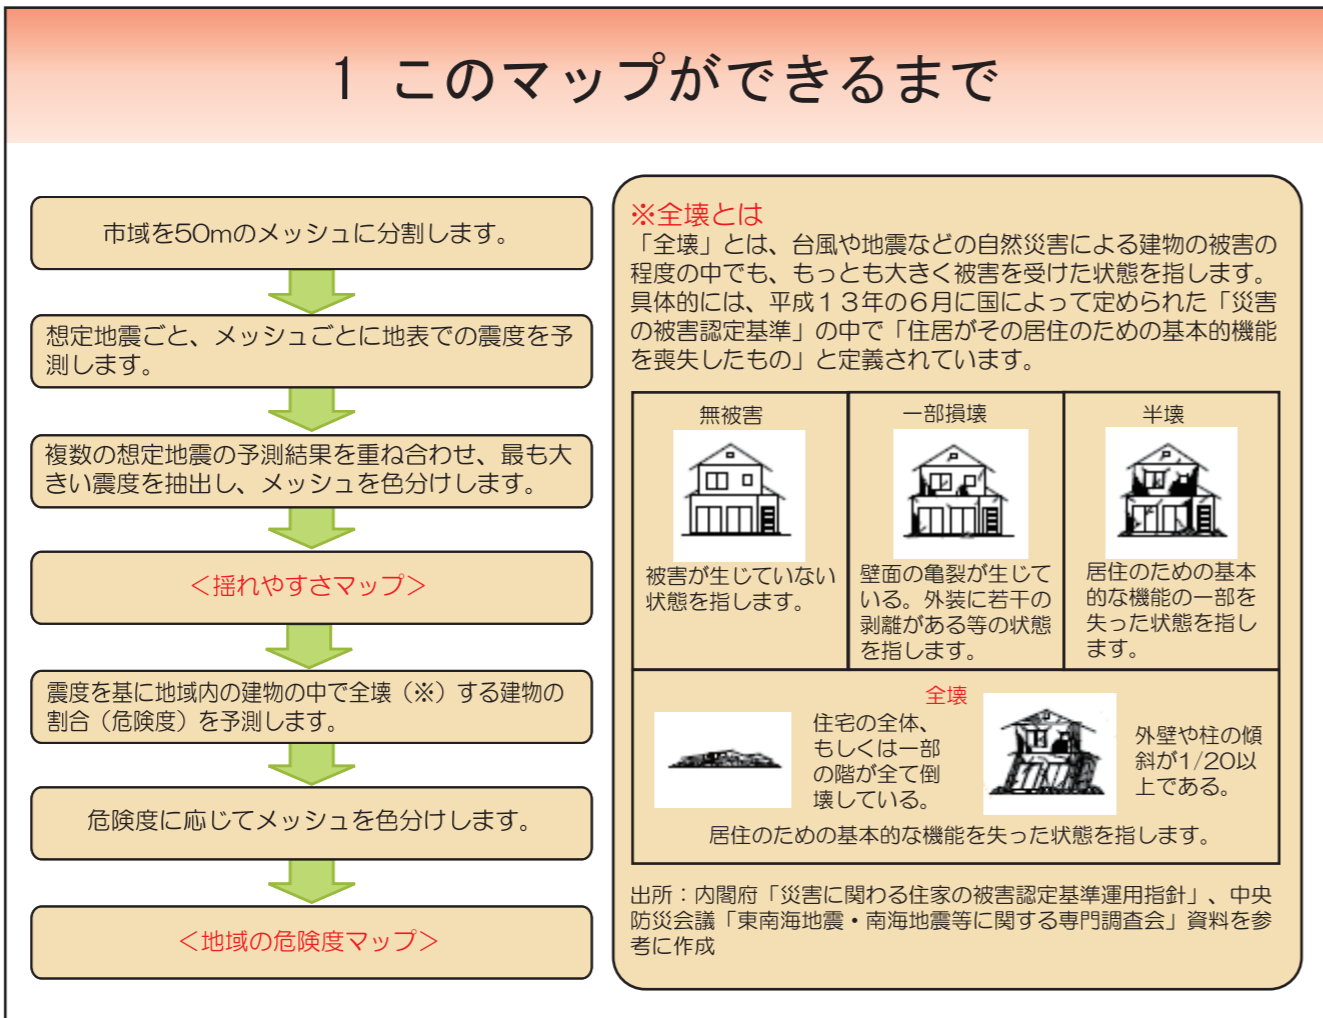 1 このマップができるまで
市域を50mのメッシュに分割します。
想定地震ごと、メッシュごとに地表での震度を予
測します。
複数の想定地震の予測結果を重ね合わせ、最も大
きい震度を抽出し、メッシュを色分けします。
＜揺れやすさマップ＞
震度を基に地域内の建物の中で全壊（※）する建物の
割合（危険度）を予測します。
危険度に応じてメッシュを色分けします。
＜地域の危険度マップ＞
※全壊とは
「全壊」とは、台風や地震などの自然災害による建物の被害の
程度の中でも、もっとも大きく被害を受けた状態を指します。
具体的には、平成１３年の６月に国によって定められた「災害
の被害認定基準」の中で「住居がその居住のための基本的機能
を喪失したもの」と定義されています。
無被害
被害が生じていない
状態を指します。
一部損壊
壁面の亀裂が生じて
いる。外装に若干の
剥離がある等の状態
を指します。
半壊
居住のための基本
的な機能の一部を
失った状態を指し
ます。
全壊
住宅の全体、
もしくは一部
の階が全て倒
壊している。
外壁や柱の傾
斜が1/20以
上である。
居住のための基本的な機能を失った状態を指します。
出所：内閣府「災害に関わる住家の被害認定基準運用指針」、中央
防災会議「東南海地震・南海地震等に関する専門調査会」資料を参
考に作成